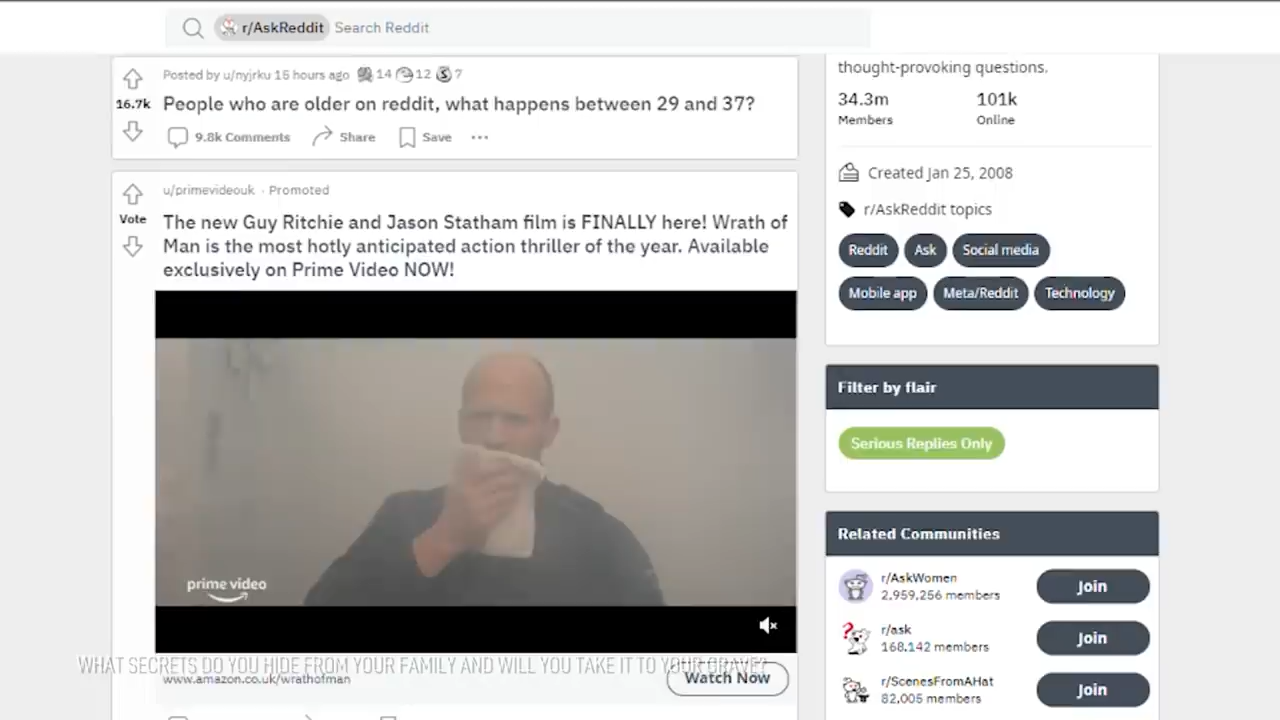 r/AskReddit Search Reddit
Posted by u/nyjrku 15 hours ago 14 12 7
16.7k
People who are older on reddit, what happens between 29 and 37?
9.8k Comments Share Save
u/primevideouk · Promoted
Vote
The new Guy Ritchie and Jason Statham film is FINALLY here! Wrath of
Man is the most hotly anticipated action thriller of the year. Available
exclusively on Prime Video NOW!
prime video
WHAT SECRETS DO YOU HIDE FROM YOUR FAMILY AND WILL YOU TAKE IT TO YOUR GRAVE?
www.amazon.co.uk/wrathofman
Watch Now
thought-provoking questions.
34.3m 101k
Members Online
Created Jan 25, 2008
r/AskReddit topics
Reddit Ask Social media
Mobile app Meta/Reddit Technology
Filter by flair
Serious Replies Only
Related Communities
r/AskWomen
2,959,256 members
Join
r/ask
168,142 members
Join
r/ScenesFromAHat
82,005 members
Join